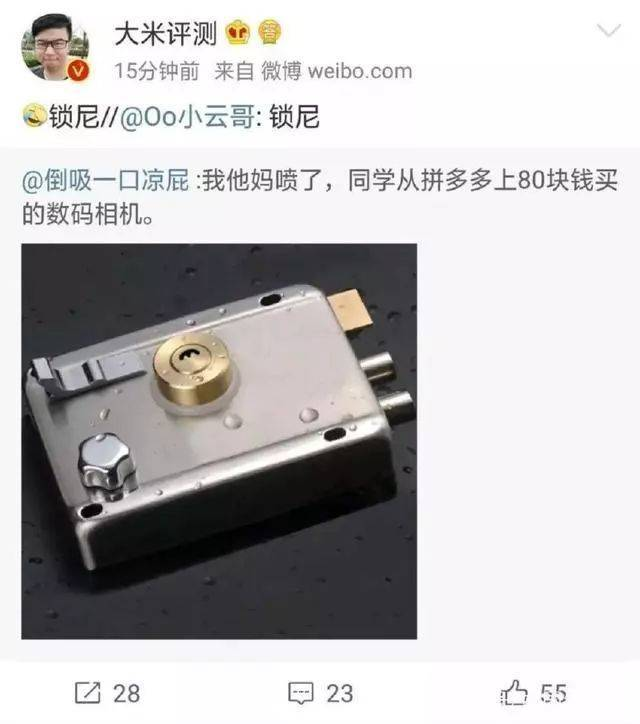 大米评测
15分钟前 来自 微博 weibo.com
锁尼//@Oo小云哥: 锁尼
@倒吸一口凉屁 :我他妈喷了，同学从拼多多上80块钱买
的数码相机。
28
23
55